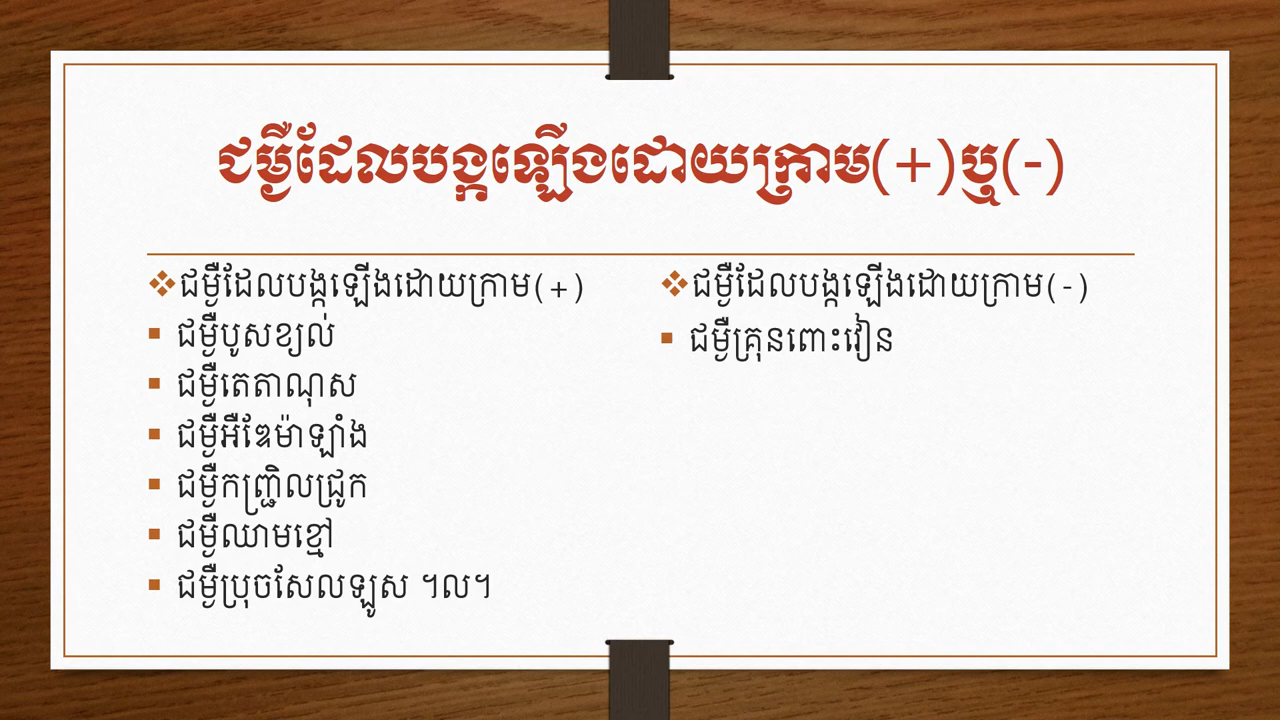 ជម្ងឺដែលបង្កឡើងដោយក្រាម(+)ឬ(-)
❖ជម្ងឺដែលបង្កឡើងដោយក្រាម(+)
▪ ជម្ងឺបូសខ្យល់
▪ ជម្ងឺតេតាណុស
▪ ជម្ងឺអឺឌែម៉ាឡាំង
▪ ជម្ងឺកញ្ជ្រិលជ្រូក
▪ ជម្ងឺឈាមខ្មៅ
▪ ជម្ងឺប្រុចសែលឡូស ។ល។
❖ជម្ងឺដែលបង្កឡើងដោយក្រាម(-)
▪ ជម្ងឺគ្រុនពោះវៀន